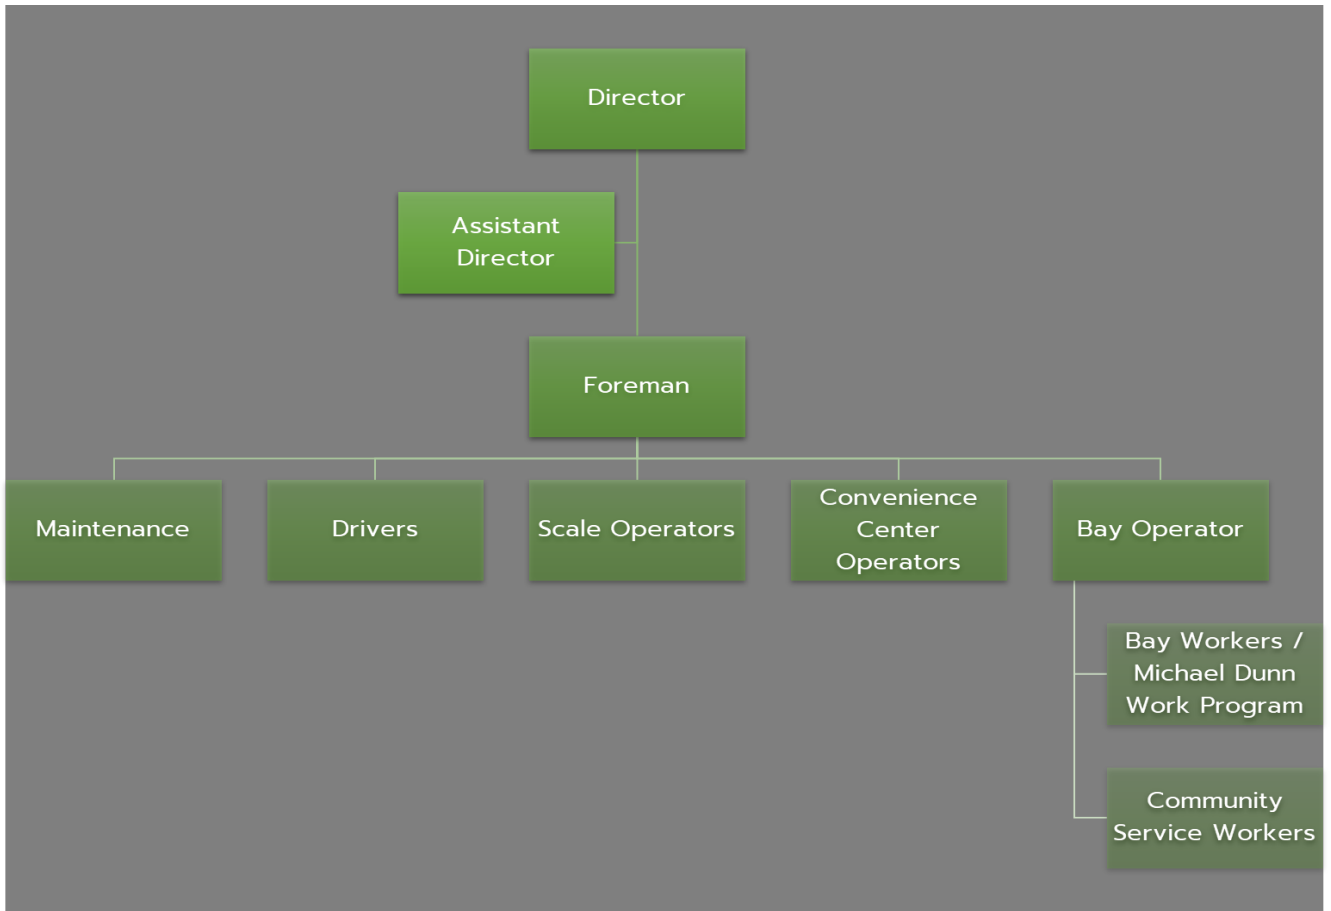 Director
Assistant
Director
Foreman
Maintenance
Drivers
Scale Operators
Convenience
Center
Operators
Bay Operator
Bay Workers /
Michael Dunn
Work Program
Community
Service Workers